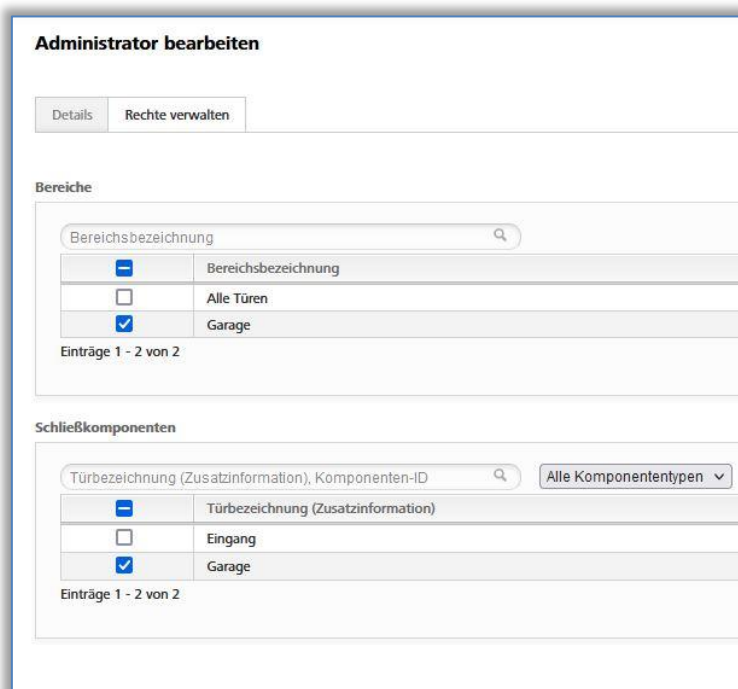 Administrator bearbeiten
Details Rechte verwalten
Bereiche
Bereichsbezeichnung
Bereichsbezeichnung
Alle Türen
Garage
Einträge 1 - 2 von 2
Schließkomponenten
Türbezeichnung (Zusatzinformation), Komponenten-ID Alle Komponententypen
Türbezeichnung (Zusatzinformation)
Eingang
Garage
Einträge 1 - 2 von 2